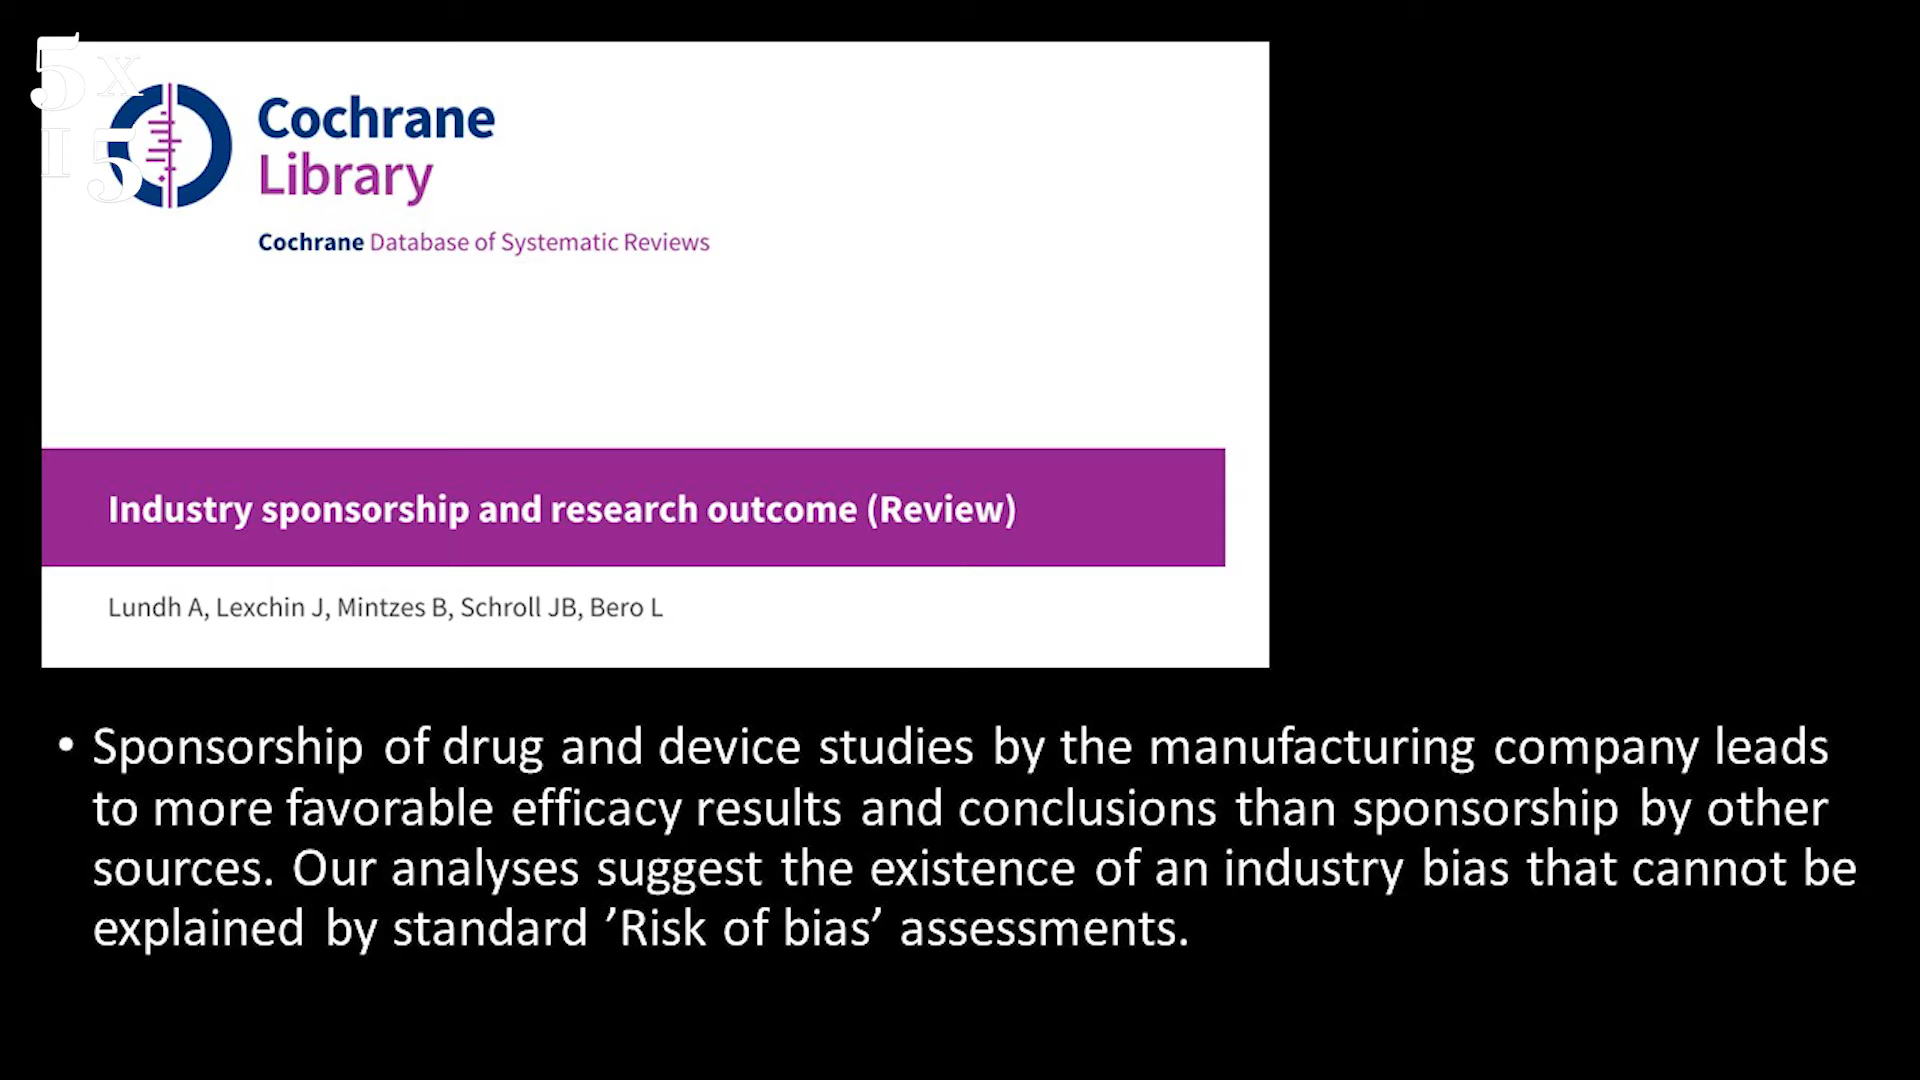 5 x
15
Cochrane
Library
Cochrane Database of Systematic Reviews
Industry sponsorship and research outcome (Review)
Lundh A, Lexchin J, Mintzes B, Schroll JB, Bero L
• Sponsorship of drug and device studies by the manufacturing company leads
to more favorable efficacy results and conclusions than sponsorship by other
sources. Our analyses suggest the existence of an industry bias that cannot be
explained by standard ’Risk of bias’ assessments.